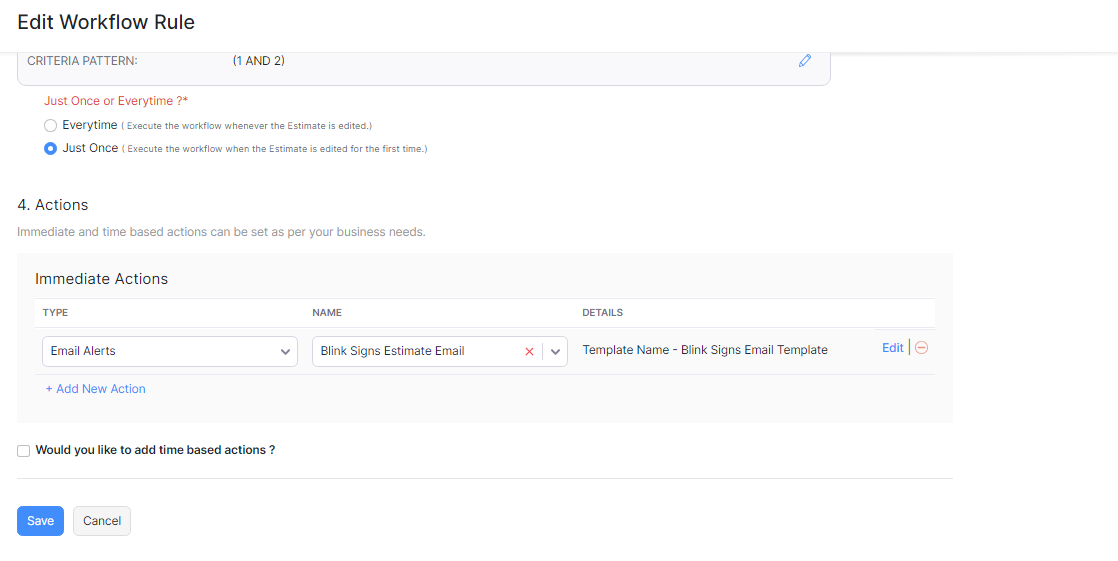 Edit Workflow Rule
CRITERIA PATTERN: (1 AND 2)
Just Once or Everytime ?*
Everytime ( Execute the workflow whenever the Estimate is edited.)
Just Once ( Execute the workflow when the Estimate is edited for the first time.)
4. Actions
Immediate and time based actions can be set as per your business needs.
Immediate Actions
TYPE NAME DETAILS
Email Alerts Blink Signs Estimate Email Template Name - Blink Signs Email Template Edit
+ Add New Action
Would you like to add time based actions ?
Save Cancel